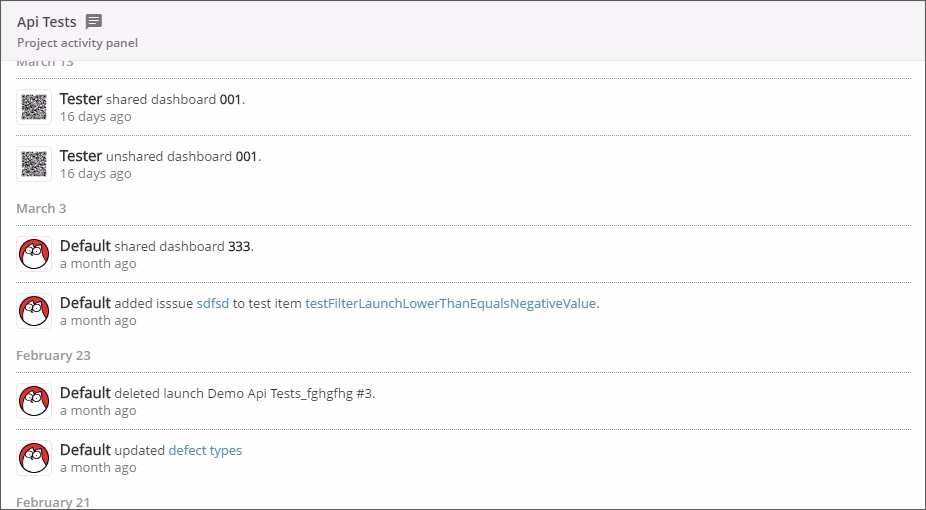 Api Tests
Project activity panel
March 13
Tester shared dashboard 001.
16 days ago
Tester unshared dashboard 001.
16 days ago
March 3
Default shared dashboard 333.
a month ago
Default added isssue sdfsd to test item testFilterLaunchLowerThanEqualsNegativeValue.
a month ago
February 23
Default deleted launch Demo Api Tests_fghgfhg #3.
a month ago
Default updated defect types
a month ago
February 21